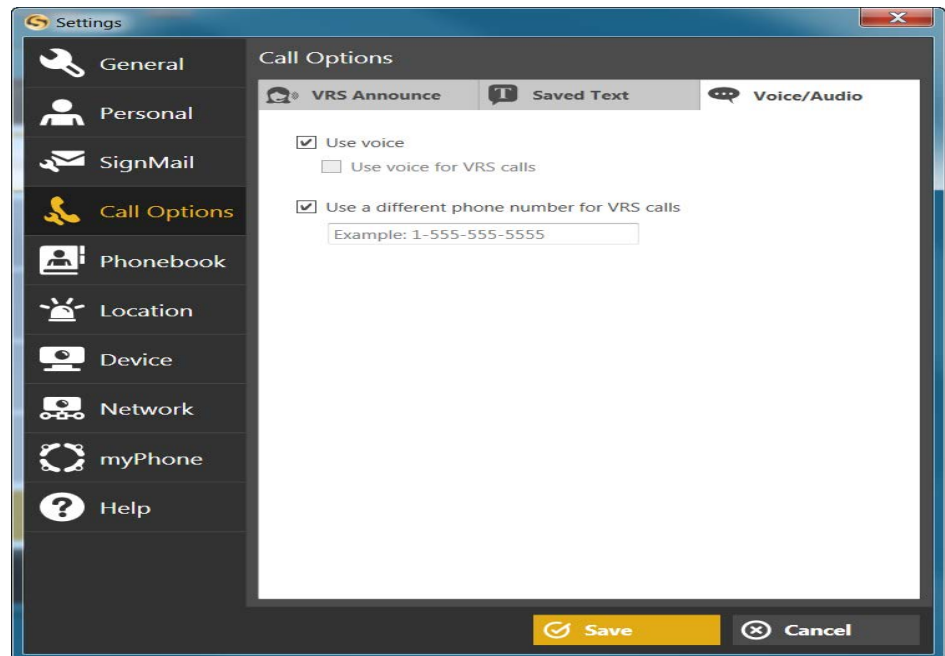 Settings
General
Personal
SignMail
Call Options
Phonebook
Location
Device
Network
myPhone
Help
Call Options
VRS Announce
Saved Text
Voice/Audio
Use voice
Use voice for VRS calls
Use a different phone number for VRS calls
Example: 1-555-555-5555
Save
Cancel